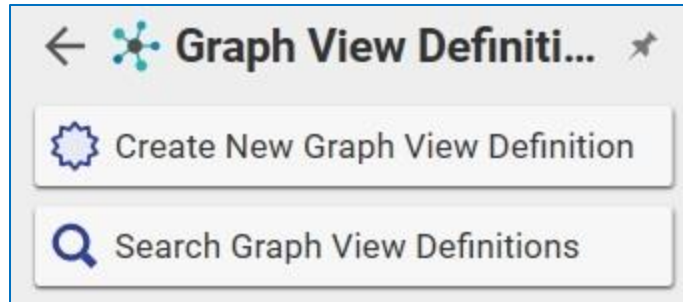 Graph View Definiti...
Create New Graph View Definition
Search Graph View Definitions